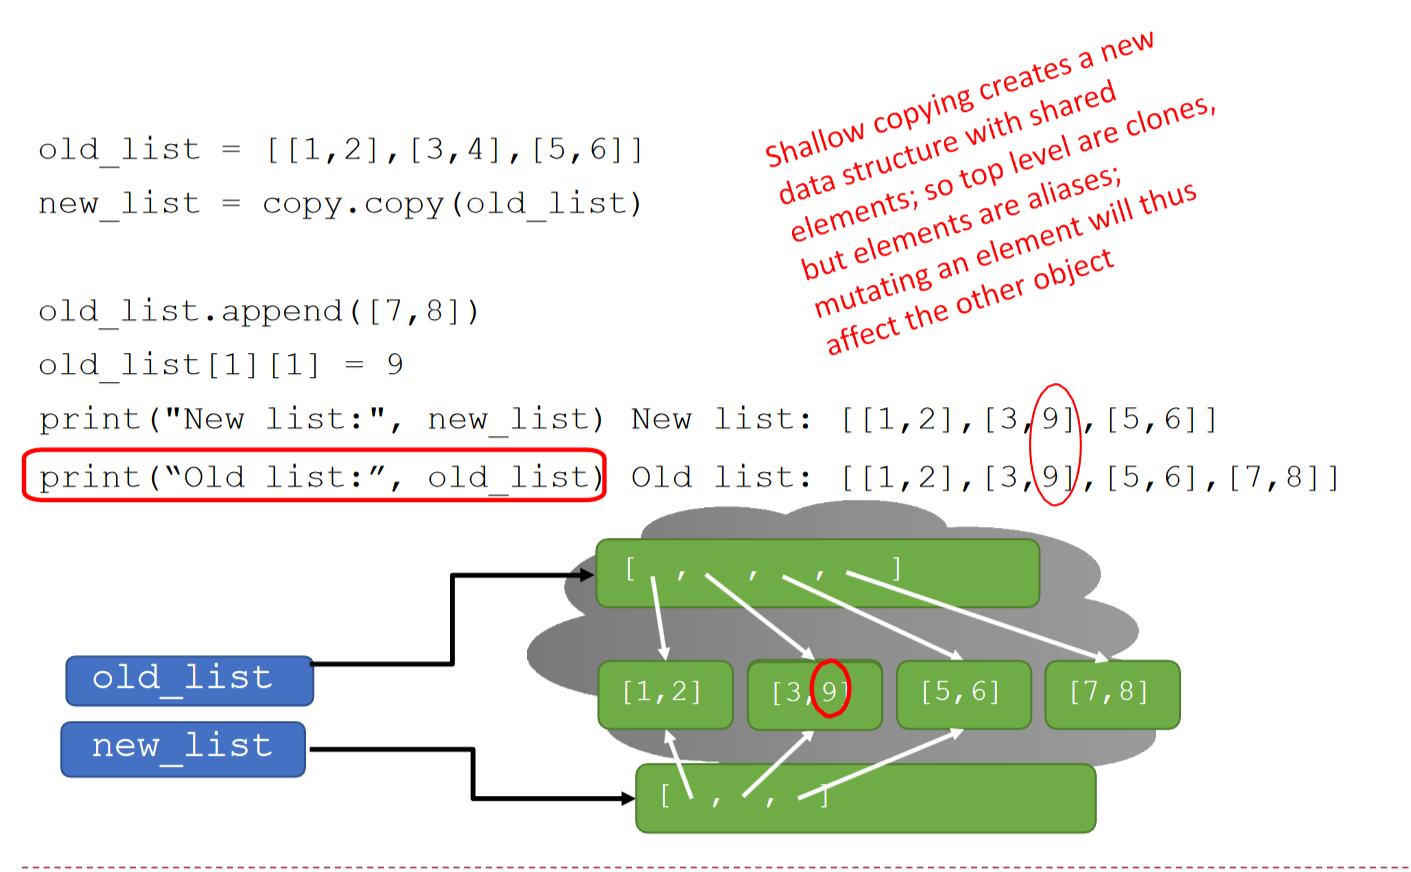 Shallow copying creates a new
data structure with shared
elements; so top level are clones,
but elements are aliases;
mutating an element will thus
affect the other object
old_list = [[1,2],[3,4],[5,6]]
new_list = copy.copy(old_list)
old_list.append([7,8])
old_list[1][1] = 9
print("New list:", new_list) New list: [[1,2],[3,9],[5,6]]
print(“Old list:”, old_list) Old list: [[1,2],[3,9],[5,6],[7,8]]
[ , , , ]
old_list
[1,2] [3,9] [5,6] [7,8]
new_list
[ , , ]